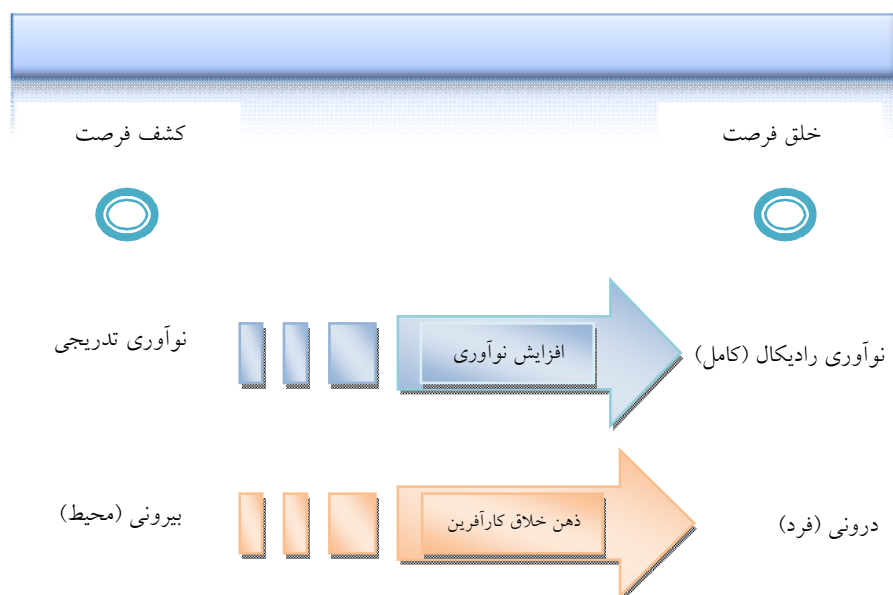 خلق فرصت
کشف فرصت
نوآوری رادیکال (کامل)
افزایش نوآوری
نوآوری تدریجی
درونی (فرد)
ذهن خلاق کارآفرین
بیرونی (محیط)